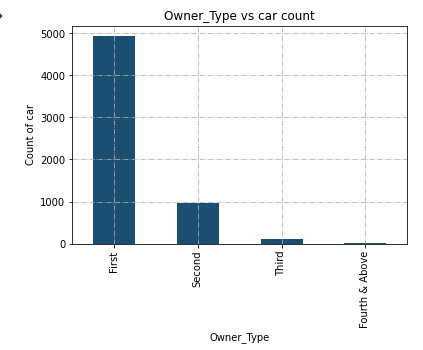 Owner_Type vs car count
Count of car
5000
4000
3000
2000
1000
0
First
Second
Third
Fourth & Above
Owner_Type